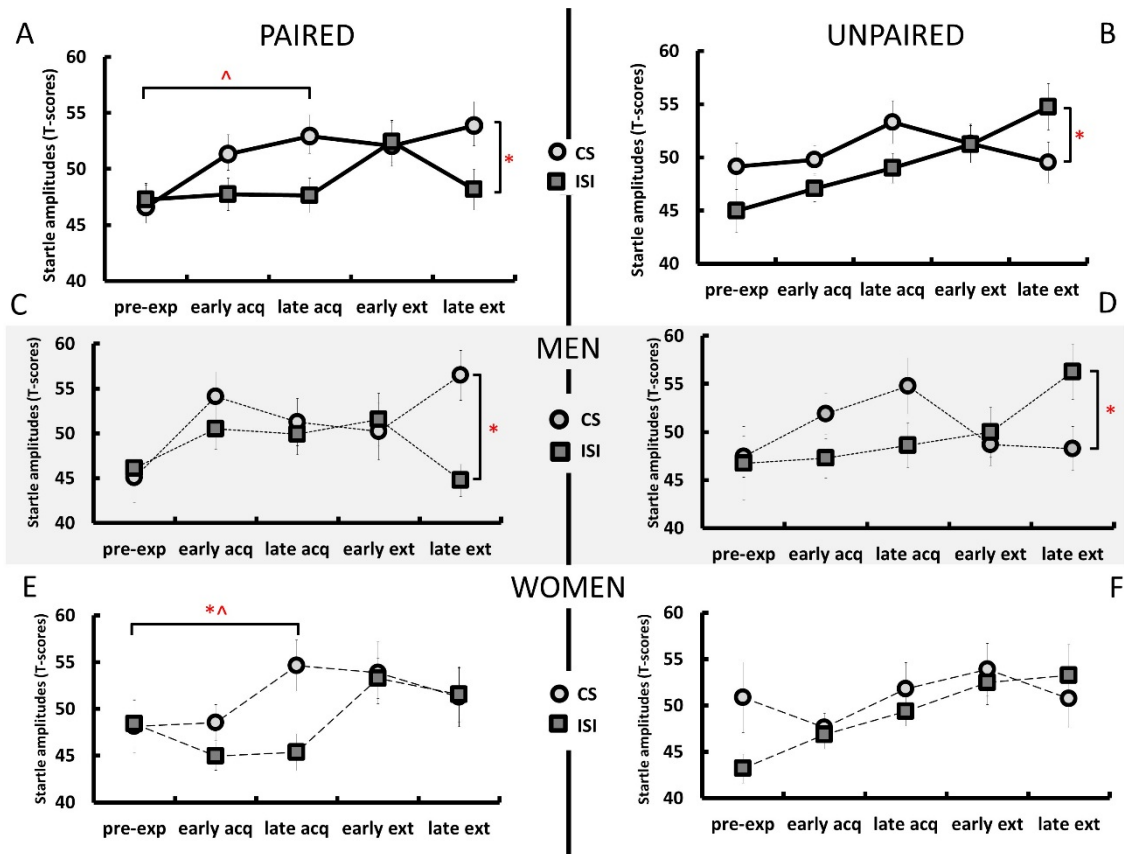 A
PAIRED
UNPAIRED
B
Startle amplitudes (T-scores)
60
55
50
45
40
^
*
pre-exp early acq late acq early ext late ext
CS
ISI
Startle amplitudes (T-scores)
60
55
50
45
40
*
pre-exp early acq late acq early ext late ext
C
MEN
D
Startle amplitudes (T-scores)
60
55
50
45
40
*
pre-exp early acq late acq early ext late ext
CS
ISI
Startle amplitudes (T-scores)
60
55
50
45
40
*
pre-exp early acq late acq early ext late ext
E
WOMEN
F
Startle amplitudes (T-scores)
60
55
50
45
40
*^
pre-exp early acq late acq early ext late ext
CS
ISI
Startle amplitudes (T-scores)
60
55
50
45
40
pre-exp early acq late acq early ext late ext